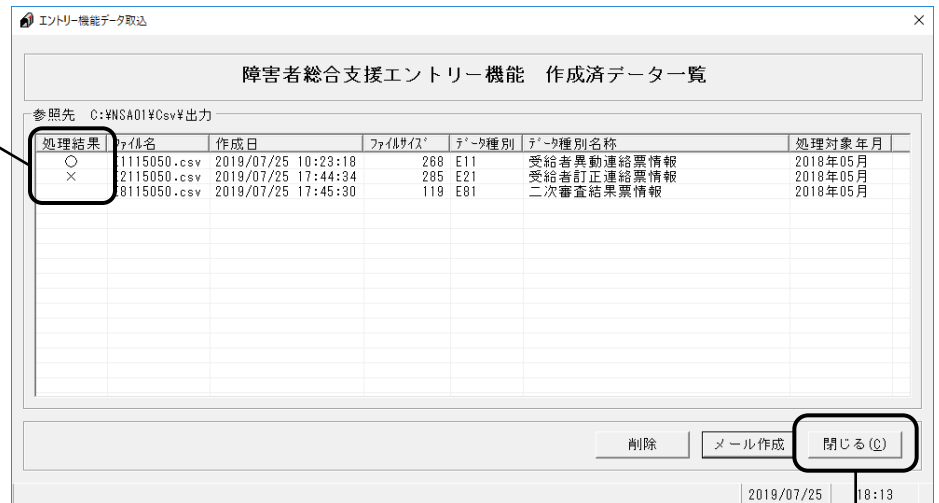 エントリー機能データ取込
障害者総合支援エントリー機能　作成済データ一覧
参照先　C:¥NSA01¥Csv¥出力
処理結果 ﾌｧｲﾙ名 作成日 ﾌｧｲﾙｻｲｽﾞ ﾃﾞｰﾀ種別 ﾃﾞｰﾀ種別名称 処理対象年月
○ 1115050.csv 2019/07/25 10:23:18 268 E11 受給者異動連絡票情報 2018年05月
× 2115050.csv 2019/07/25 17:44:34 285 E21 受給者訂正連絡票情報 2018年05月
8115050.csv 2019/07/25 17:45:30 119 E81 二次審査結果票情報 2018年05月
削除 メール作成 閉じる(C)
2019/07/25 18:13